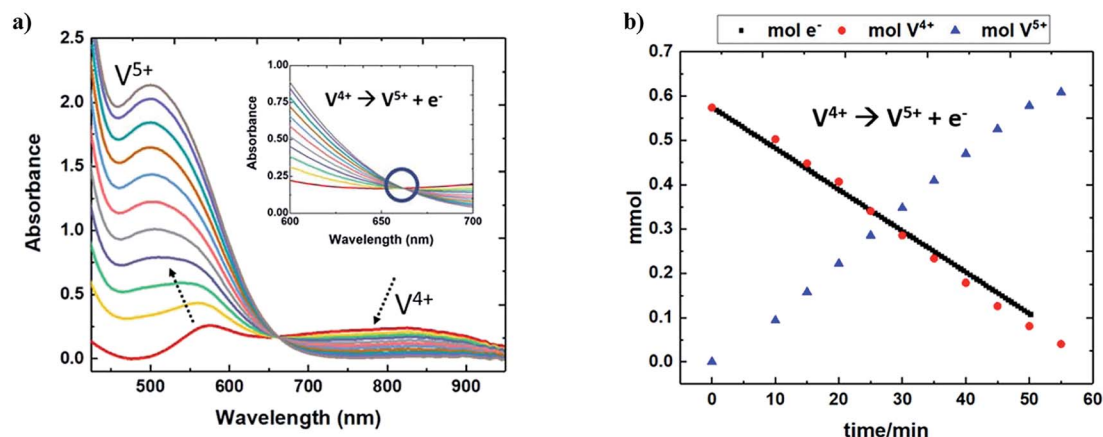 a)
2.5
2.0
1.5
1.0
0.5
0.0
Absorbance
V⁵⁺
V⁴⁺
500 600 700 800 900
Wavelength (nm)
1.00
0.75
0.50
0.25
0.00
Absorbance
V⁴⁺ → V⁵⁺ + e⁻
600 650 700
Wavelength (nm)
b)
mol e⁻ mol V⁴⁺ mol V⁵⁺
0.7
0.6
0.5
0.4
0.3
0.2
0.1
0.0
mmol
V⁴⁺ → V⁵⁺ + e⁻
0 10 20 30 40 50 60
time/min